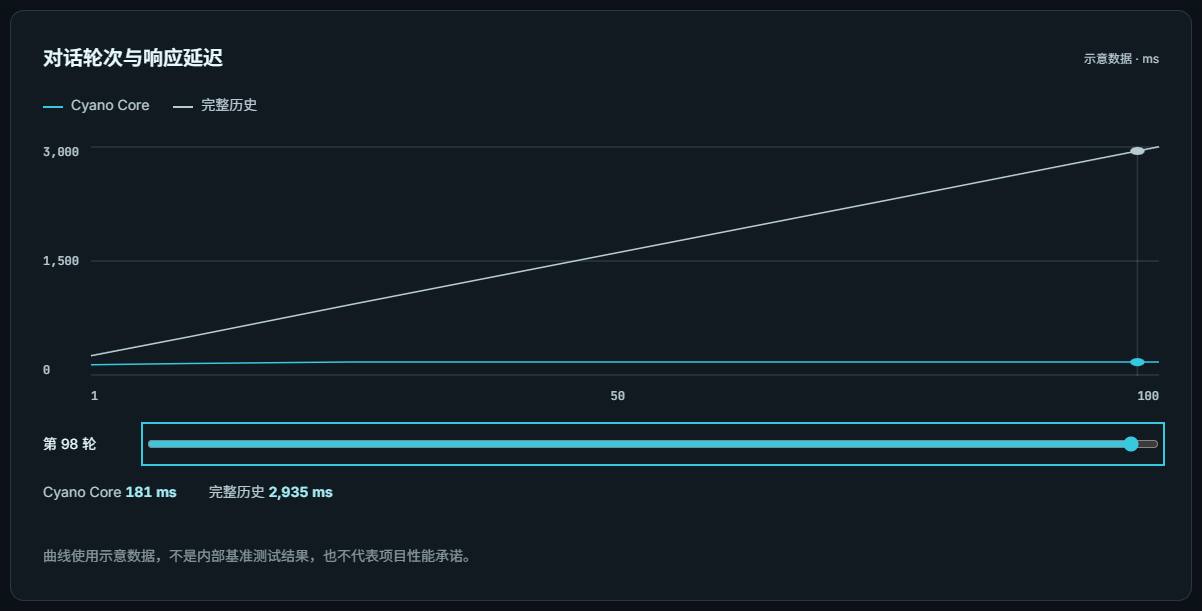 对话轮次与响应延迟
示意数据 · ms
Cyano Core 完整历史
3,000
1,500
0
1 50 100
第 98 轮
Cyano Core 181 ms 完整历史 2,935 ms
曲线使用示意数据，不是内部基准测试结果，也不代表项目性能承诺。